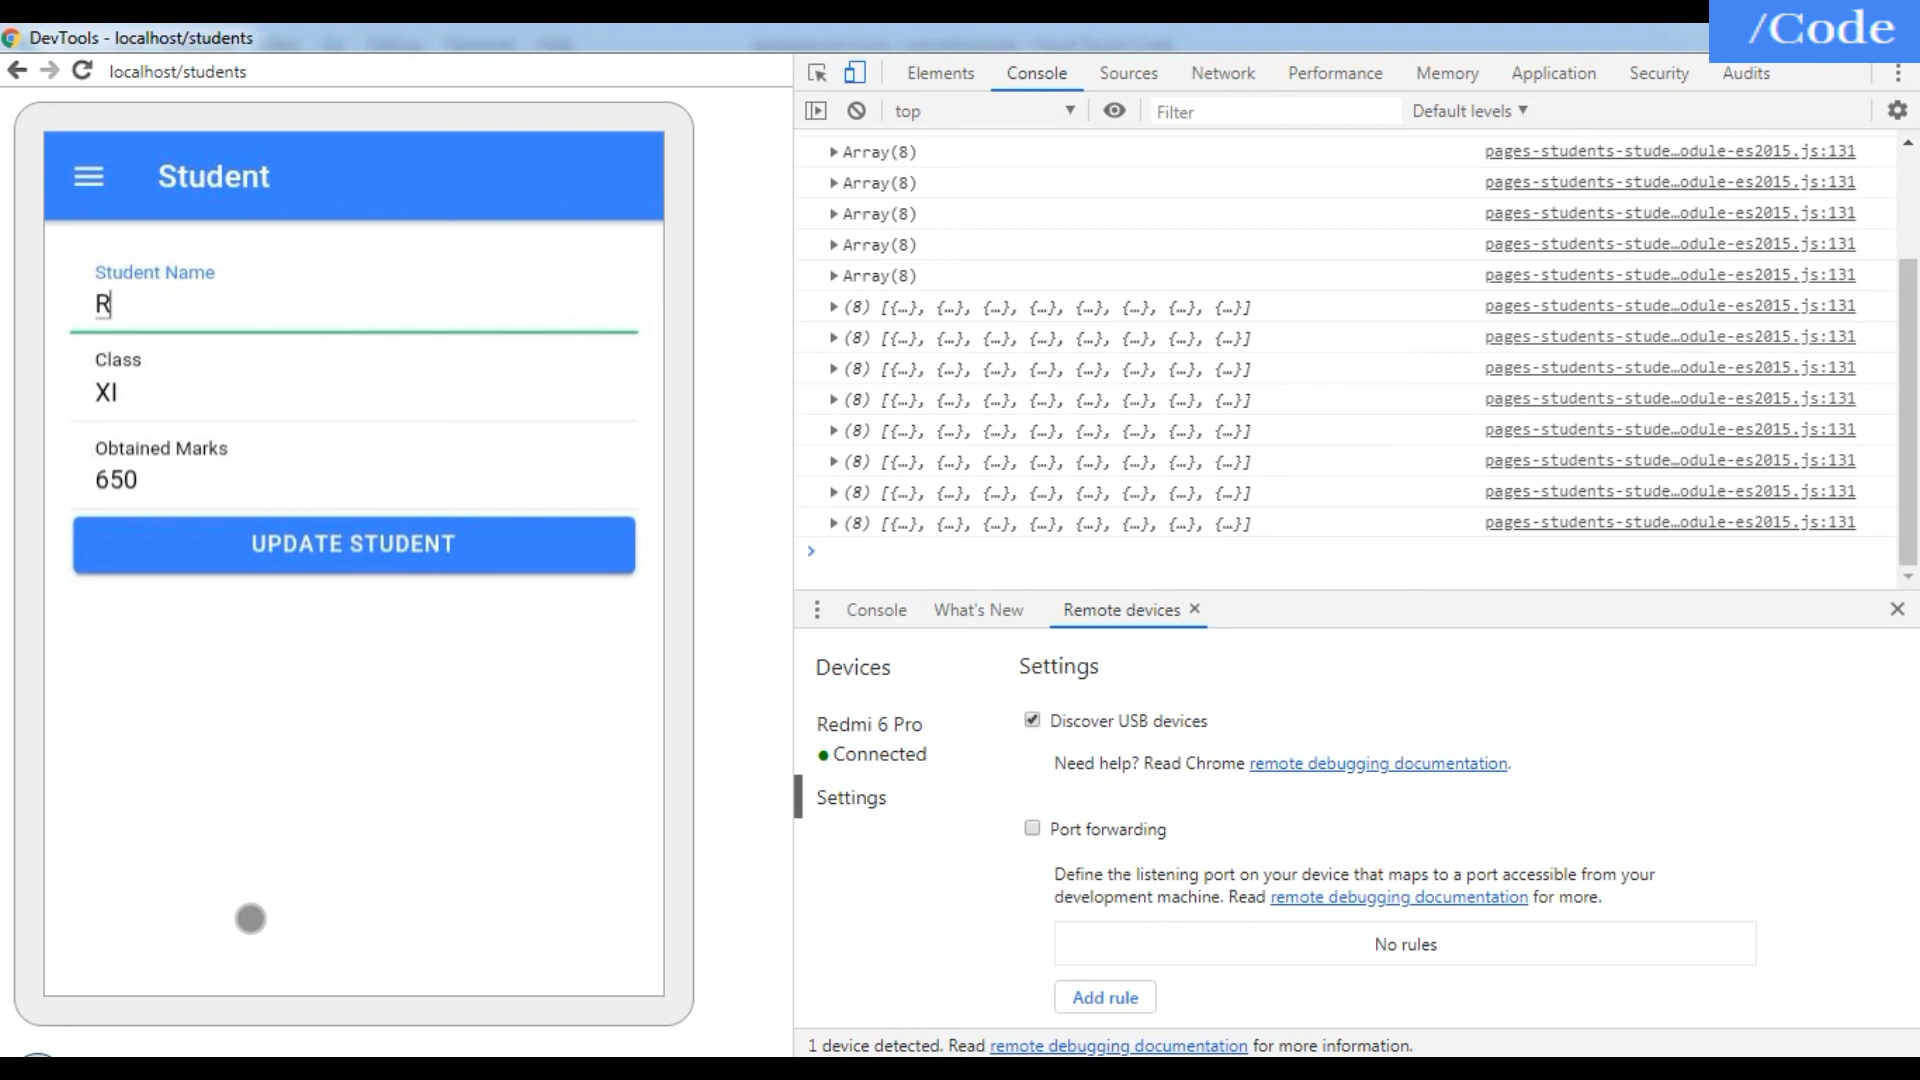 /Code
DevTools - localhost/students
localhost/students
Student
Student Name
R
Class
XI
Obtained Marks
650
UPDATE STUDENT
Elements Console Sources Network Performance Memory Application Security Audits
top Filter Default levels
Array(8) pages-students-stude…odule-es2015.js:131
Array(8) pages-students-stude…odule-es2015.js:131
Array(8) pages-students-stude…odule-es2015.js:131
Array(8) pages-students-stude…odule-es2015.js:131
Array(8) pages-students-stude…odule-es2015.js:131
(8) [{…}, {…}, {…}, {…}, {…}, {…}, {…}, {…}] pages-students-stude…odule-es2015.js:131
(8) [{…}, {…}, {…}, {…}, {…}, {…}, {…}, {…}] pages-students-stude…odule-es2015.js:131
(8) [{…}, {…}, {…}, {…}, {…}, {…}, {…}, {…}] pages-students-stude…odule-es2015.js:131
(8) [{…}, {…}, {…}, {…}, {…}, {…}, {…}, {…}] pages-students-stude…odule-es2015.js:131
(8) [{…}, {…}, {…}, {…}, {…}, {…}, {…}, {…}] pages-students-stude…odule-es2015.js:131
(8) [{…}, {…}, {…}, {…}, {…}, {…}, {…}, {…}] pages-students-stude…odule-es2015.js:131
(8) [{…}, {…}, {…}, {…}, {…}, {…}, {…}, {…}] pages-students-stude…odule-es2015.js:131
(8) [{…}, {…}, {…}, {…}, {…}, {…}, {…}, {…}] pages-students-stude…odule-es2015.js:131
Console What's New Remote devices
Devices
Redmi 6 Pro
Connected
Settings
Settings
Discover USB devices
Need help? Read Chrome remote debugging documentation.
Port forwarding
Define the listening port on your device that maps to a port accessible from your
development machine. Read remote debugging documentation for more.
No rules
Add rule
1 device detected. Read remote debugging documentation for more information.